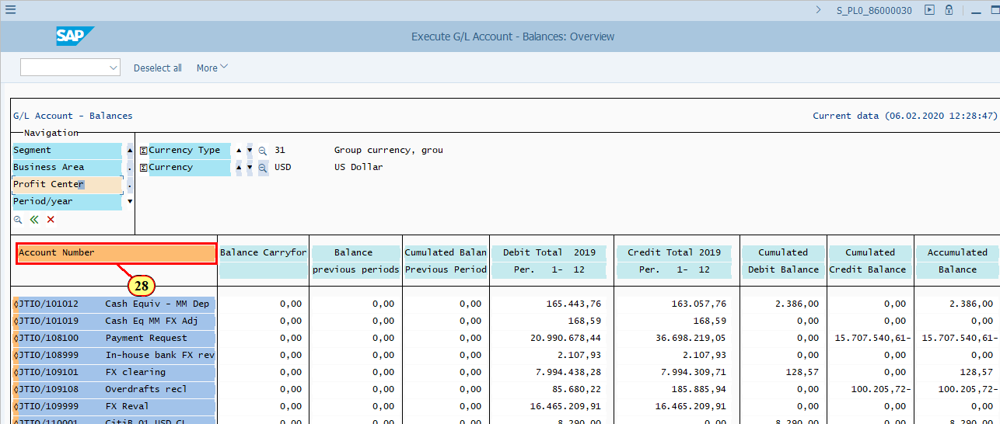 S_PL0_86000030
SAP Execute G/L Account - Balances: Overview
Deselect all More
G/L Account - Balances Current data (06.02.2020 12:28:47)
Navigation
Segment Currency Type 31 Group currency, grou
Business Area Currency USD US Dollar
Profit Center
Period/year
Account Number Balance Carryfor Balance Cumulated Balan Debit Total 2019 Credit Total 2019 Cumulated Cumulated Accumulated
previous periods Previous Period Per. 1- 12 Per. 1- 12 Debit Balance Credit Balance Balance
28
JTIO/101012 Cash Equiv - MM Dep 0,00 0,00 0,00 165.443,76 163.057,76 2.386,00 0,00 2.386,00
JTIO/101019 Cash Eq MM FX Adj 0,00 0,00 0,00 168,59 168,59 0,00 0,00 0,00
JTIO/108100 Payment Request 0,00 0,00 0,00 20.990.678,44 36.698.219,05 0,00 15.707.540,61- 15.707.540,61-
JTIO/108999 In-house bank FX rev 0,00 0,00 0,00 2.107,93 2.107,93 0,00 0,00 0,00
JTIO/109101 FX clearing 0,00 0,00 0,00 7.994.438,28 7.994.309,71 128,57 0,00 128,57
JTIO/109108 Overdrafts recl 0,00 0,00 0,00 85.680,22 185.885,94 0,00 100.205,72- 100.205,72-
JTIO/109999 FX Reval 0,00 0,00 0,00 16.465.209,91 16.465.209,91 0,00 0,00 0,00
JTIO/110001 CitiB 01 USD CL 0,00 0,00 0,00 8.290,00 0,00 8.290,00 0,00 8.290,00